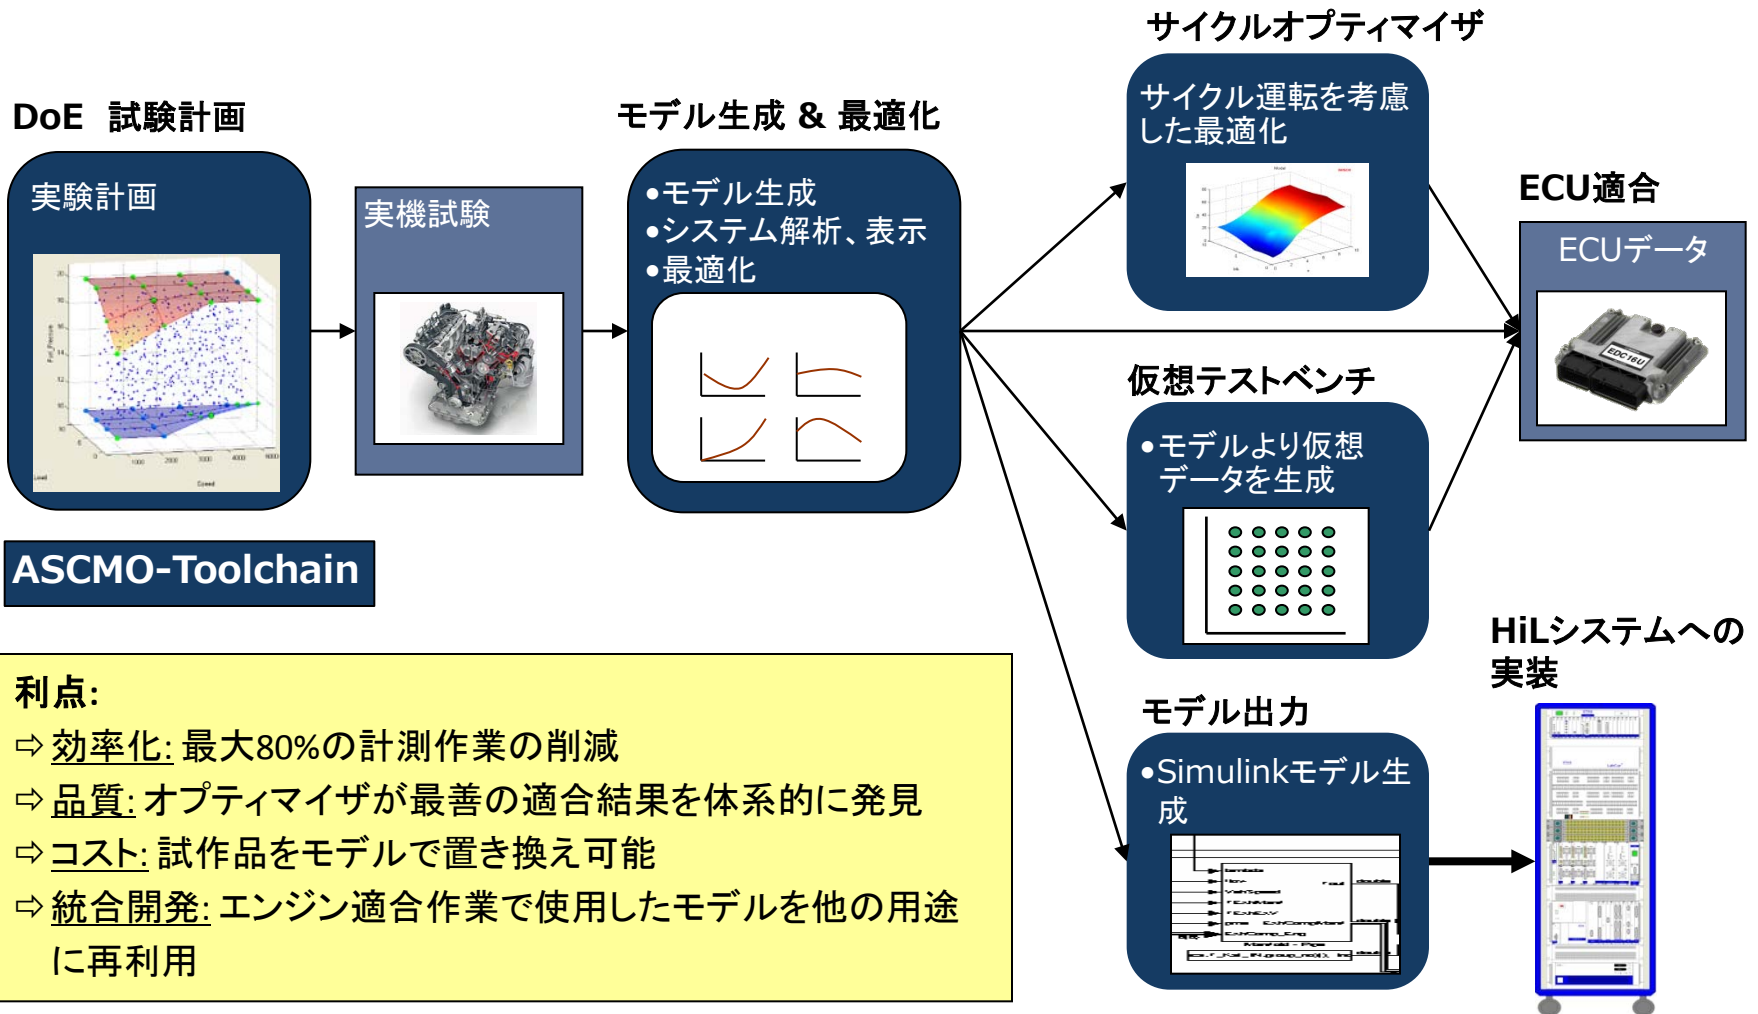 サイクルオプティマイザ
サイクル運転を考慮
した最適化
DoE 試験計画
実験計画
Speed
実機試験
モデル生成 & 最適化
•モデル生成
•システム解析、表示
•最適化
ECU適合
ECUデータ
EDC16U
仮想テストベンチ
•モデルより仮想
データを生成
ASCMO-Toolchain
利点:
⇨効率化: 最大80%の計測作業の削減
⇨品質: オプティマイザが最善の適合結果を体系的に発見
⇨コスト: 試作品をモデルで置き換え可能
⇨統合開発: エンジン適合作業で使用したモデルを他の用途
に再利用
モデル出力
•Simulinkモデル生
成
HiLシステムへの
実装